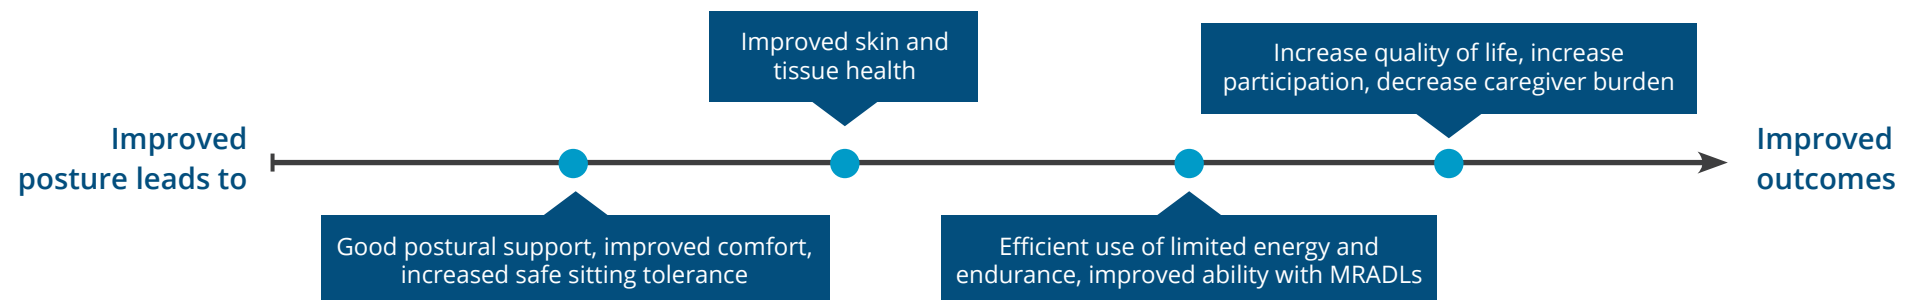 Improved
posture leads to
Good postural support, improved comfort,
increased safe sitting tolerance
Improved skin and
tissue health
Efficient use of limited energy and
endurance, improved ability with MRADLs
Increase quality of life, increase
participation, decrease caregiver burden
Improved
outcomes